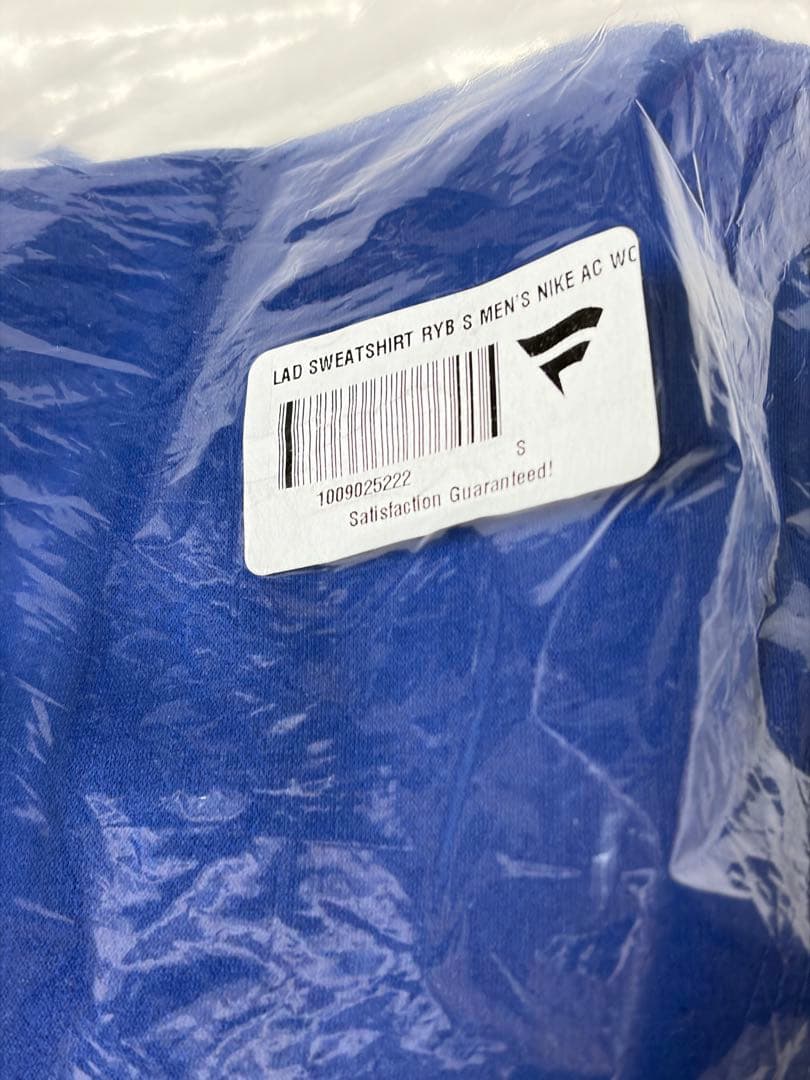 LAD SWEATSHIRT RYB S MEN'S NIKE AC WC
S
1009025222
Satisfaction Guaranteed!